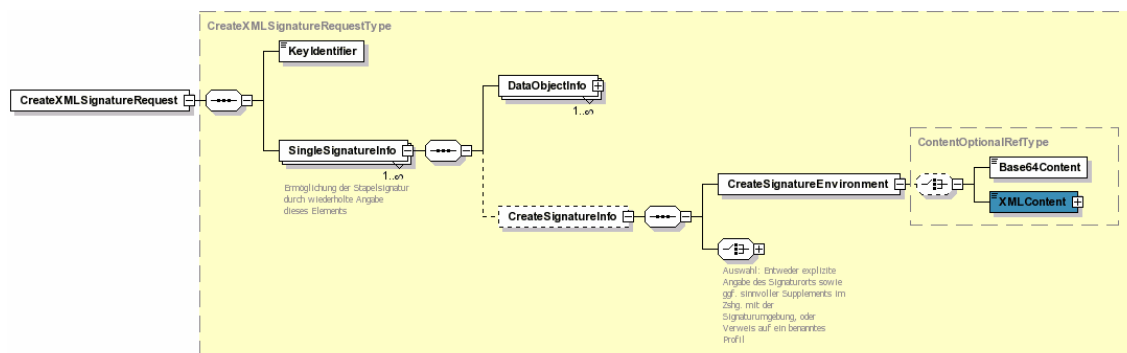 CreateXMLSignatureRequestType
KeyIdentifier
CreateXMLSignatureRequest
DataObjectInfo
1..∞
SingleSignatureInfo
1..∞
Ermöglichung der Stapelsignatur
durch wiederholte Angabe
dieses Elements
CreateSignatureInfo
ContentOptionalRefType
CreateSignatureEnvironment
Base64Content
XMLContent
Auswahl: Entweder explizite
Angabe des Signaturorts sowie
ggf. sinnvoller Supplements im
Zshg. mit der
Signaturumgebung, oder
Verweis auf ein benanntes
Profil